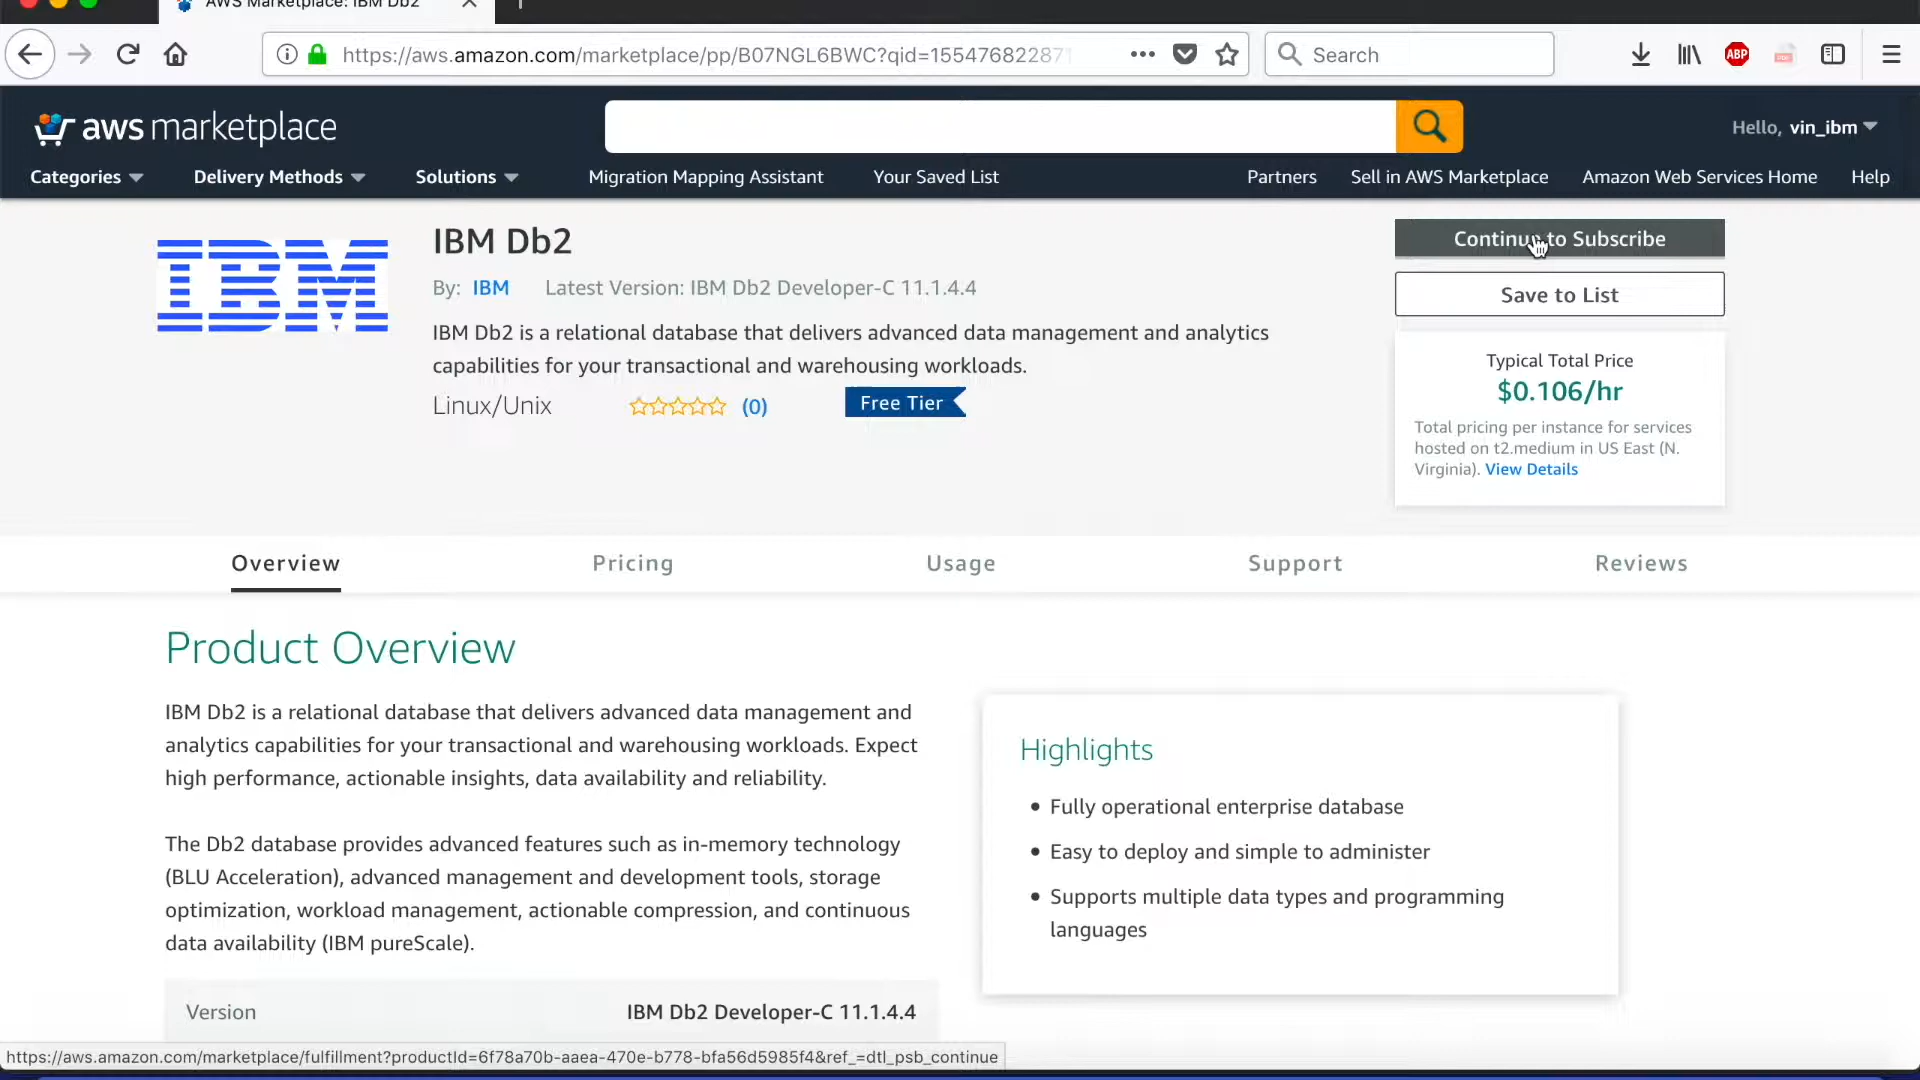 AWS Marketplace: IBM Db2
https://aws.amazon.com/marketplace/pp/B07NGL6BWC?qid=155476822871
Search
ABP
aws marketplace
Hello, vin_ibm
Categories
Delivery Methods
Solutions
Migration Mapping Assistant
Your Saved List
Partners
Sell in AWS Marketplace
Amazon Web Services Home
Help
IBM
IBM Db2
By: IBM
Latest Version: IBM Db2 Developer-C 11.1.4.4
IBM Db2 is a relational database that delivers advanced data management and analytics
capabilities for your transactional and warehousing workloads.
Linux/Unix
(0)
Free Tier
Continue to Subscribe
Save to List
Typical Total Price
$0.106/hr
Total pricing per instance for services
hosted on t2.medium in US East (N.
Virginia). View Details
Overview
Pricing
Usage
Support
Reviews
Product Overview
IBM Db2 is a relational database that delivers advanced data management and
analytics capabilities for your transactional and warehousing workloads. Expect
high performance, actionable insights, data availability and reliability.
The Db2 database provides advanced features such as in-memory technology
(BLU Acceleration), advanced management and development tools, storage
optimization, workload management, actionable compression, and continuous
data availability (IBM pureScale).
Highlights
Fully operational enterprise database
Easy to deploy and simple to administer
Supports multiple data types and programming
languages
Version
IBM Db2 Developer-C 11.1.4.4
https://aws.amazon.com/marketplace/fulfillment?productId=6f78a70b-aaea-470e-b778-bfa56d5985f4&ref_=dtl_psb_continue